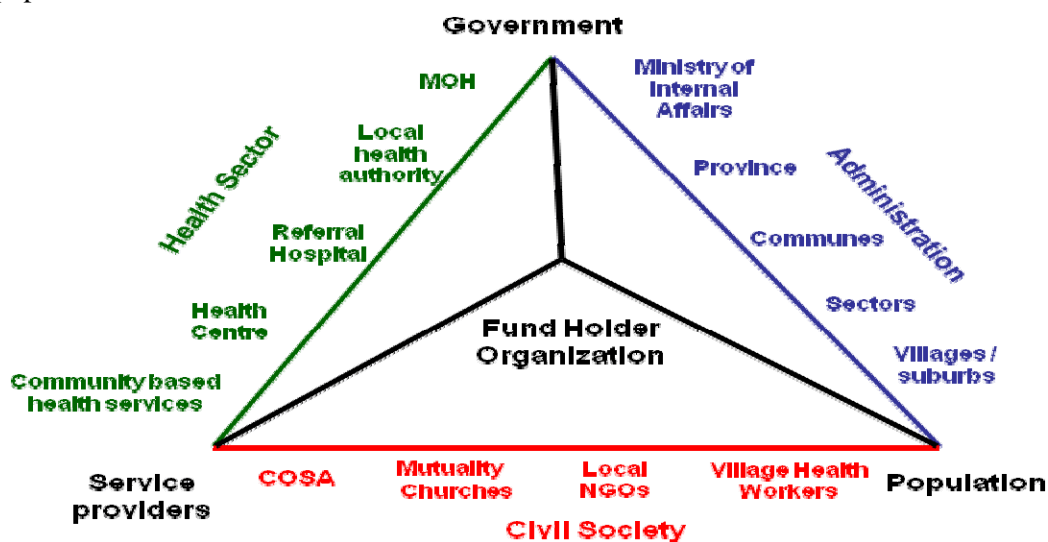 Government
MOH
Ministry of
Internal
Affairs
Local
health
authority
Health Sector
Province
Administration
Referral
Hospital
Communes
Health
Centre
Sectors
Fund Holder
Organization
Villages /
suburbs
Community based
health services
Service
providers
COSA
Mutuality
Churches
Local
NGOs
Village Health
Workers
Population
Civil Society